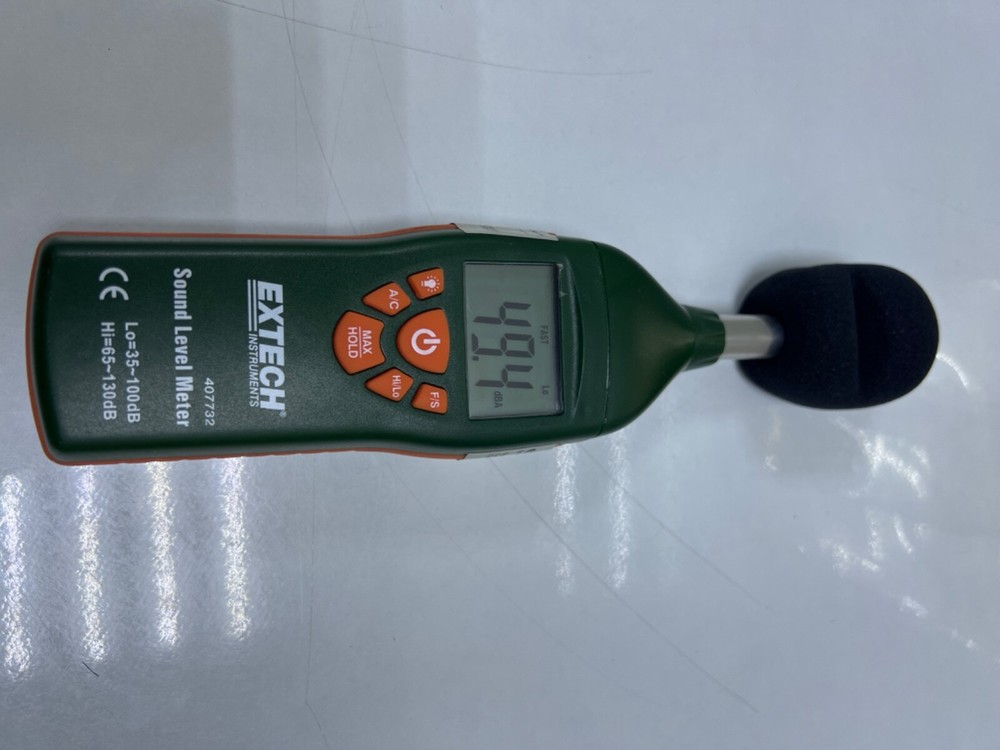 FAST Lo
49.4 dBA
A/C
MAX
HOLD
Hi/Lo
F/S
EXTECH®
INSTRUMENTS
407732
Sound Level Meter
CE
Lo=35~100dB
Hi=65~130dB